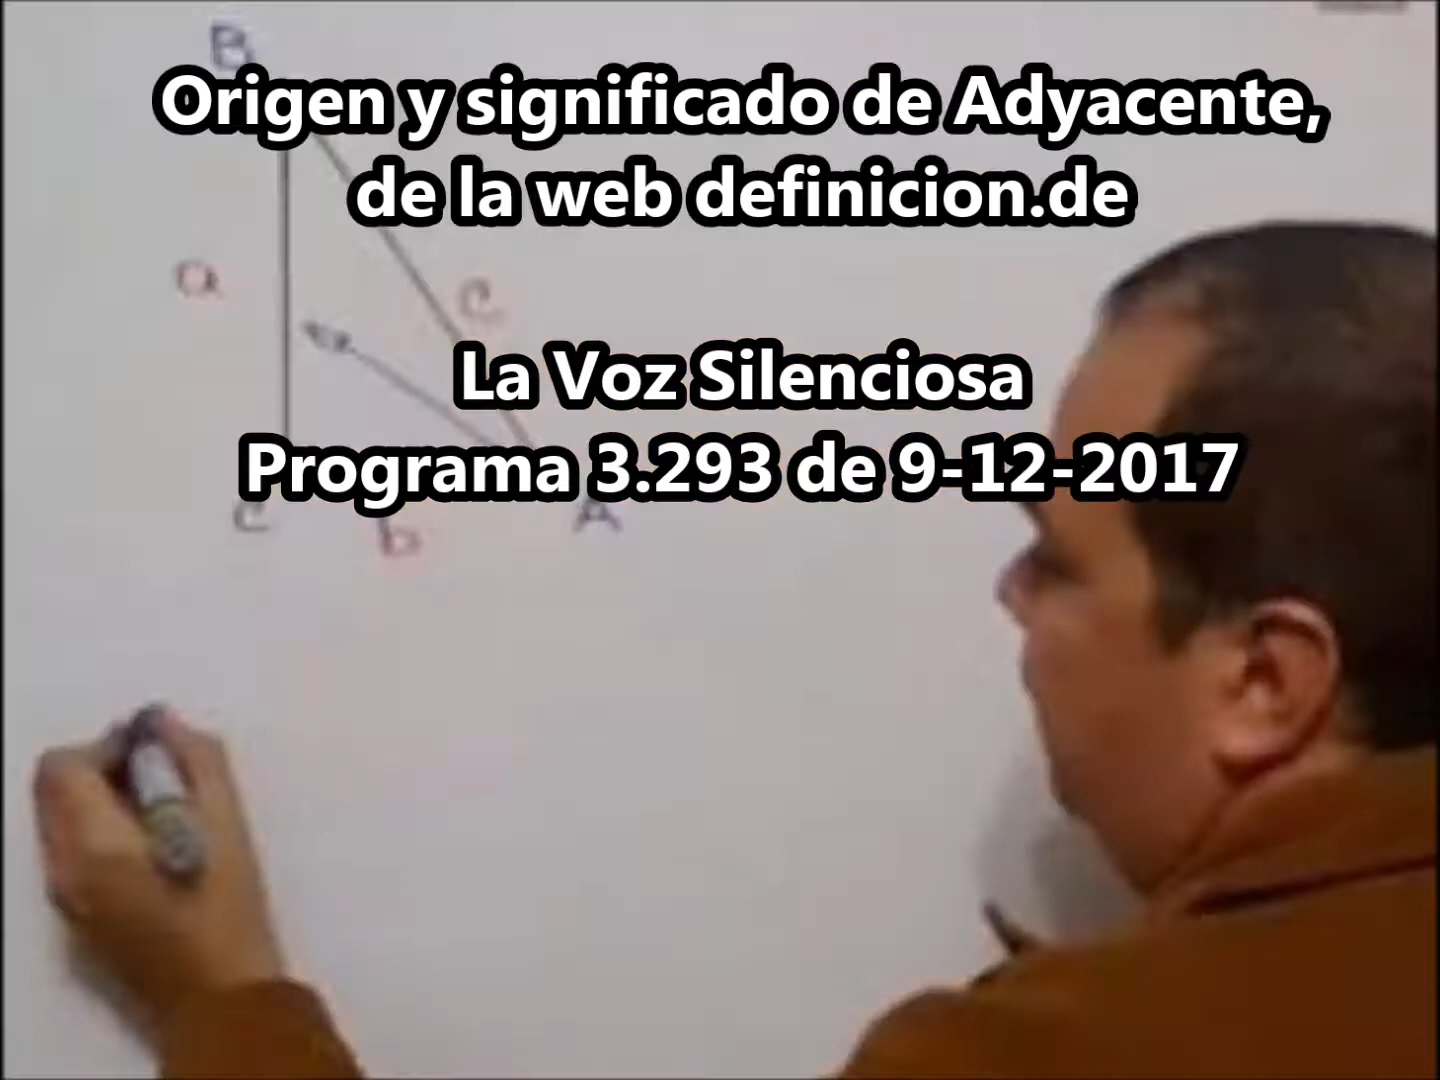 B
Origen y significado de Adyacente,
de la web definicion.de
a
c
La Voz Silenciosa
Programa 3.293 de 9-12-2017
C
b
A